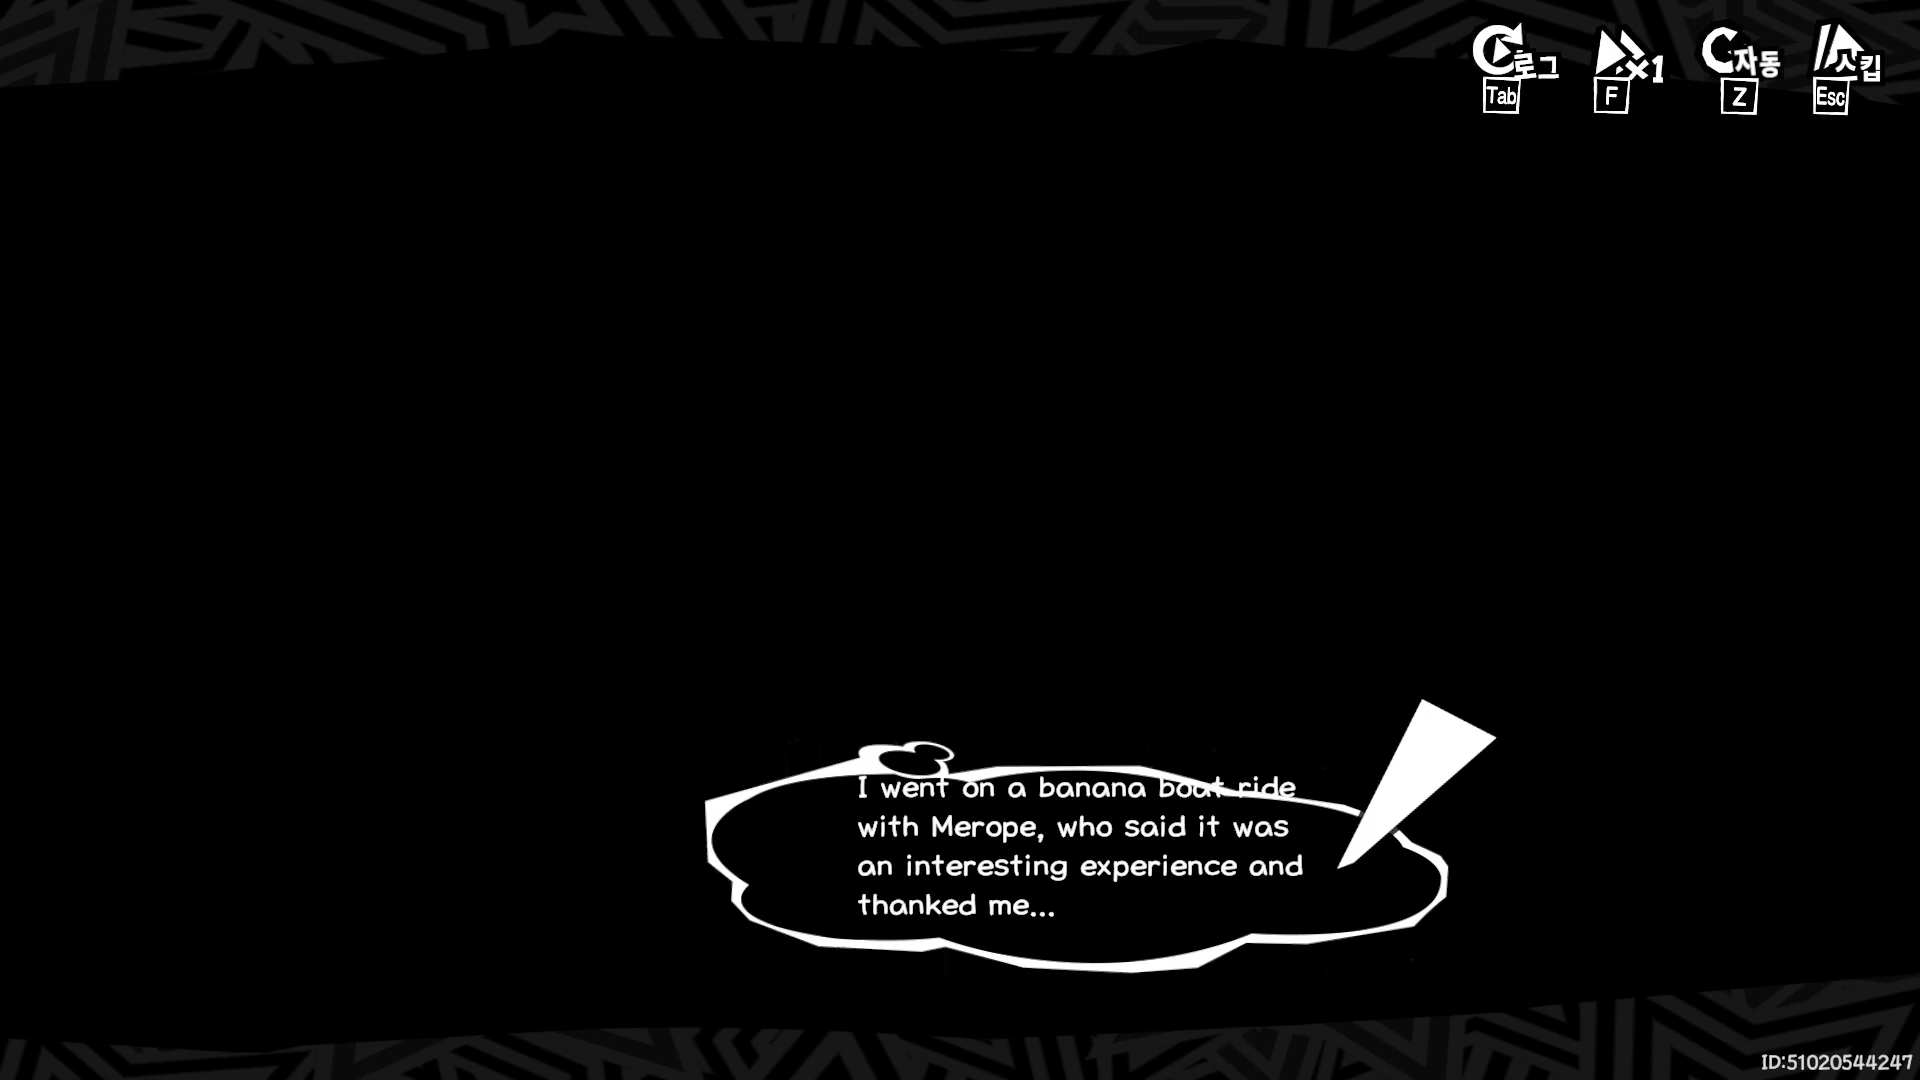 로그 ×1 자동 스킵
Tab F Z Esc
I went on a banana boat ride
with Merope, who said it was
an interesting experience and
thanked me...
ID:51020544247